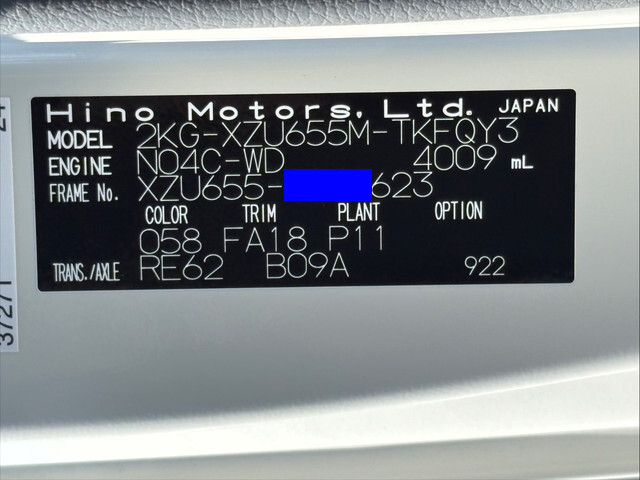 Hino Motors, Ltd. JAPAN
MODEL 2KG-XZU655M-TKFQY3
ENGINE N04C-WD 4009 mL
FRAME No. XZU655-623
COLOR TRIM PLANT OPTION
058 FA18 P11
TRANS./AXLE RE62 B09A 922
37271